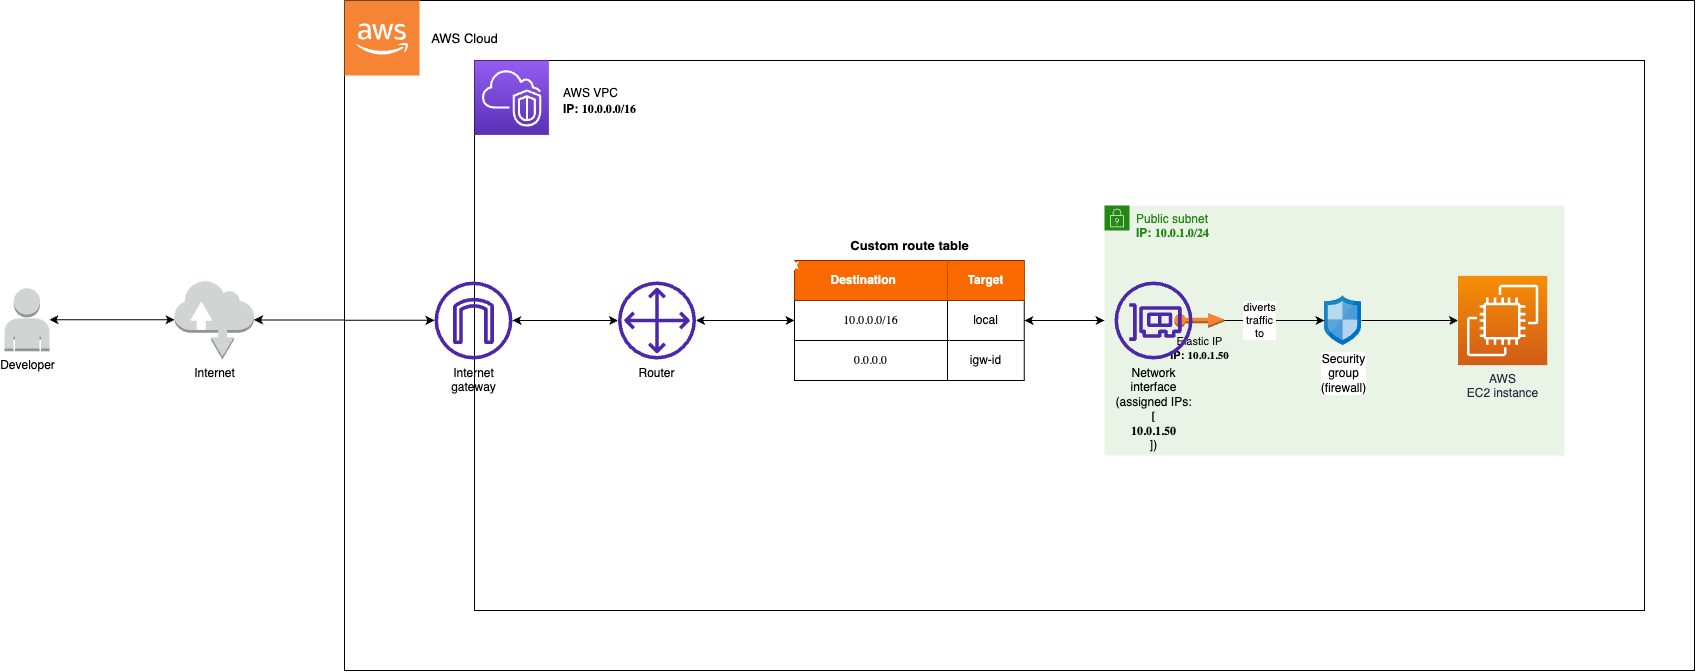 aws
AWS Cloud
AWS VPC
IP: 10.0.0.0/16
Public subnet
IP: 10.0.1.0/24
Custom route table
x
Destination
Target
10.0.0.0/16
local
0.0.0.0
igw-id
Developer
Internet
Internet
gateway
Router
Elastic IP
IP: 10.0.1.50
Network
interface
(assigned IPs:
[
10.0.1.50
])
diverts
traffic
to
Security
group
(firewall)
AWS
EC2 instance